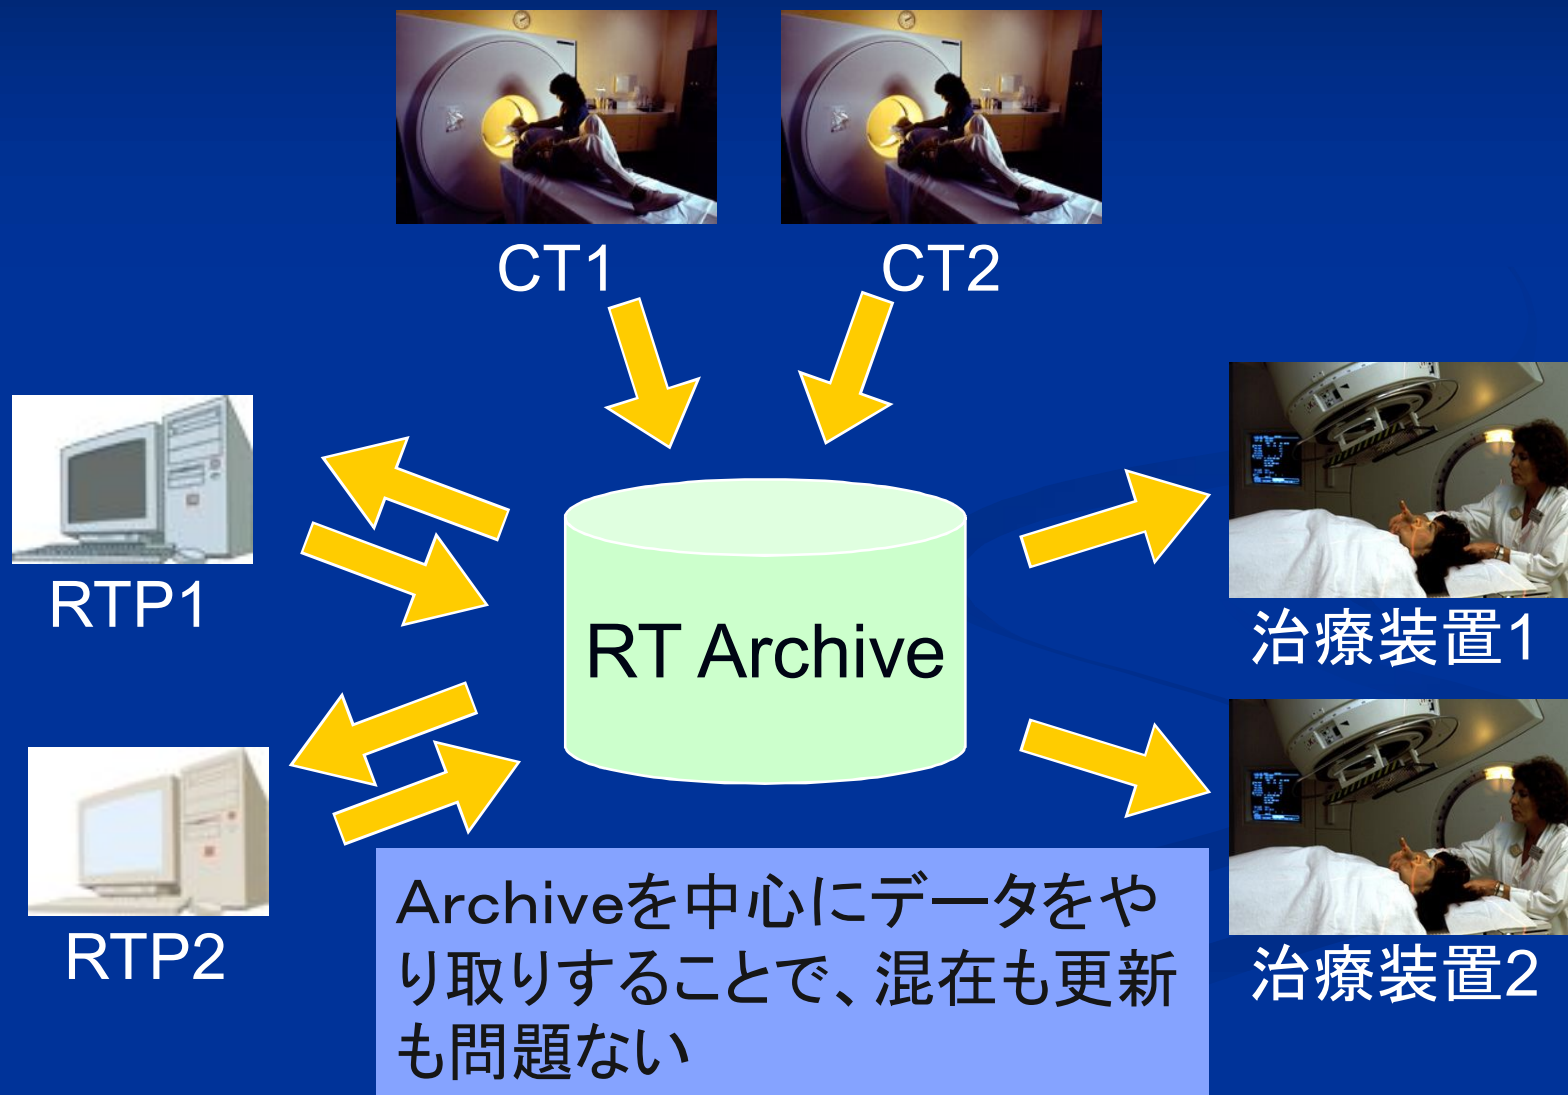 CT1
CT2
RTP1
RT Archive
治療装置1
RTP2
治療装置2
Archiveを中心にデータをや
り取りすることで、混在も更新
も問題ない